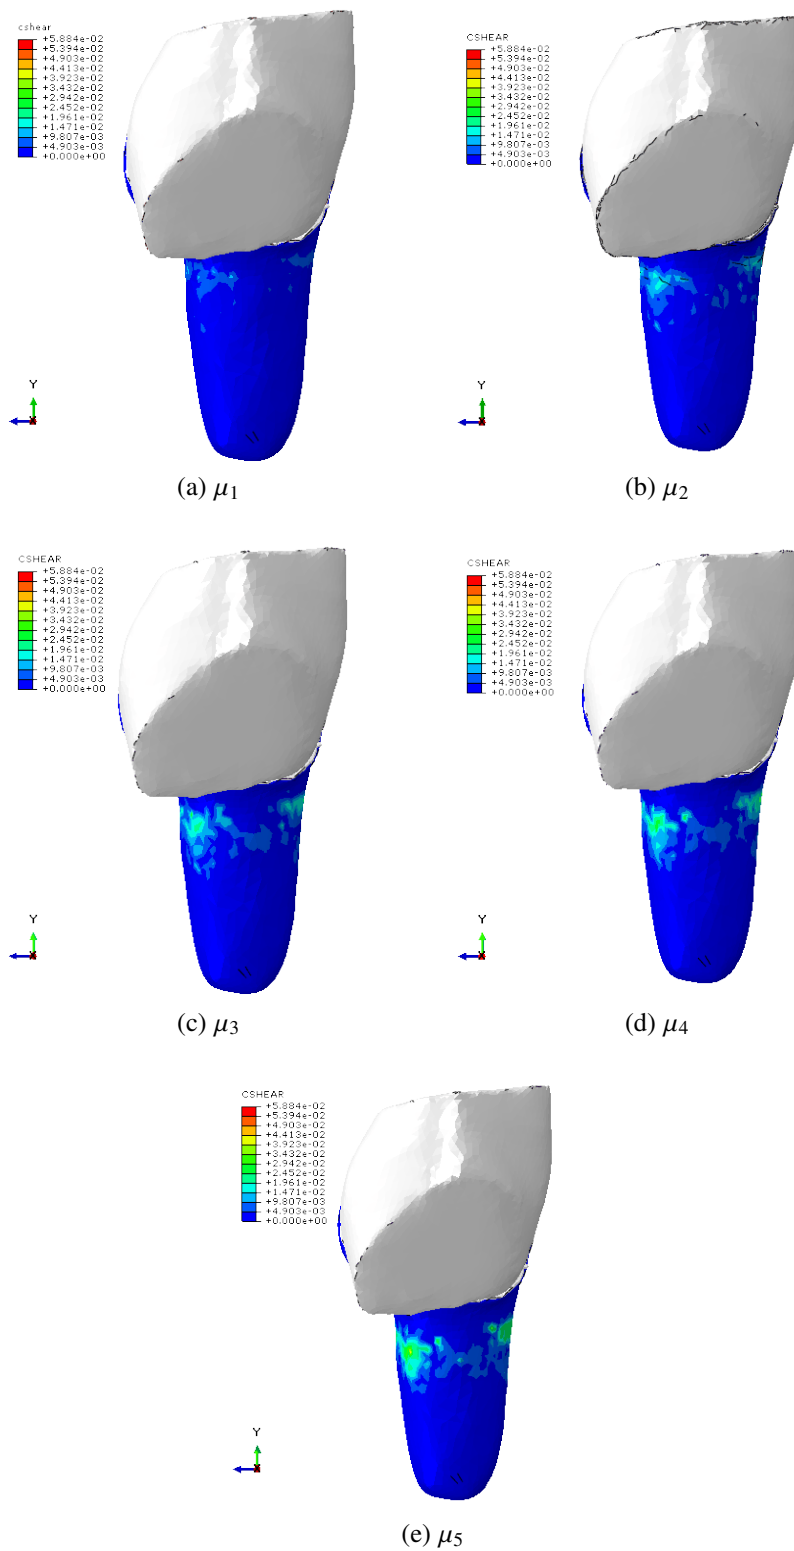 cshear
+5.884e-02
+5.394e-02
+4.903e-02
+4.413e-02
+3.923e-02
+3.432e-02
+2.942e-02
+2.452e-02
+1.961e-02
+1.471e-02
+9.807e-03
+4.903e-03
+0.000e+00
Y
(a) μ1
CSHEAR
+5.884e-02
+5.394e-02
+4.903e-02
+4.413e-02
+3.923e-02
+3.432e-02
+2.942e-02
+2.452e-02
+1.961e-02
+1.471e-02
+9.807e-03
+4.903e-03
+0.000e+00
Y
(b) μ2
CSHEAR
+5.884e-02
+5.394e-02
+4.903e-02
+4.413e-02
+3.923e-02
+3.432e-02
+2.942e-02
+2.452e-02
+1.961e-02
+1.471e-02
+9.807e-03
+4.903e-03
+0.000e+00
Y
(c) μ3
CSHEAR
+5.884e-02
+5.394e-02
+4.903e-02
+4.413e-02
+3.923e-02
+3.432e-02
+2.942e-02
+2.452e-02
+1.961e-02
+1.471e-02
+9.807e-03
+4.903e-03
+0.000e+00
Y
(d) μ4
CSHEAR
+5.884e-02
+5.394e-02
+4.903e-02
+4.413e-02
+3.923e-02
+3.432e-02
+2.942e-02
+2.452e-02
+1.961e-02
+1.471e-02
+9.807e-03
+4.903e-03
+0.000e+00
Y
(e) μ5